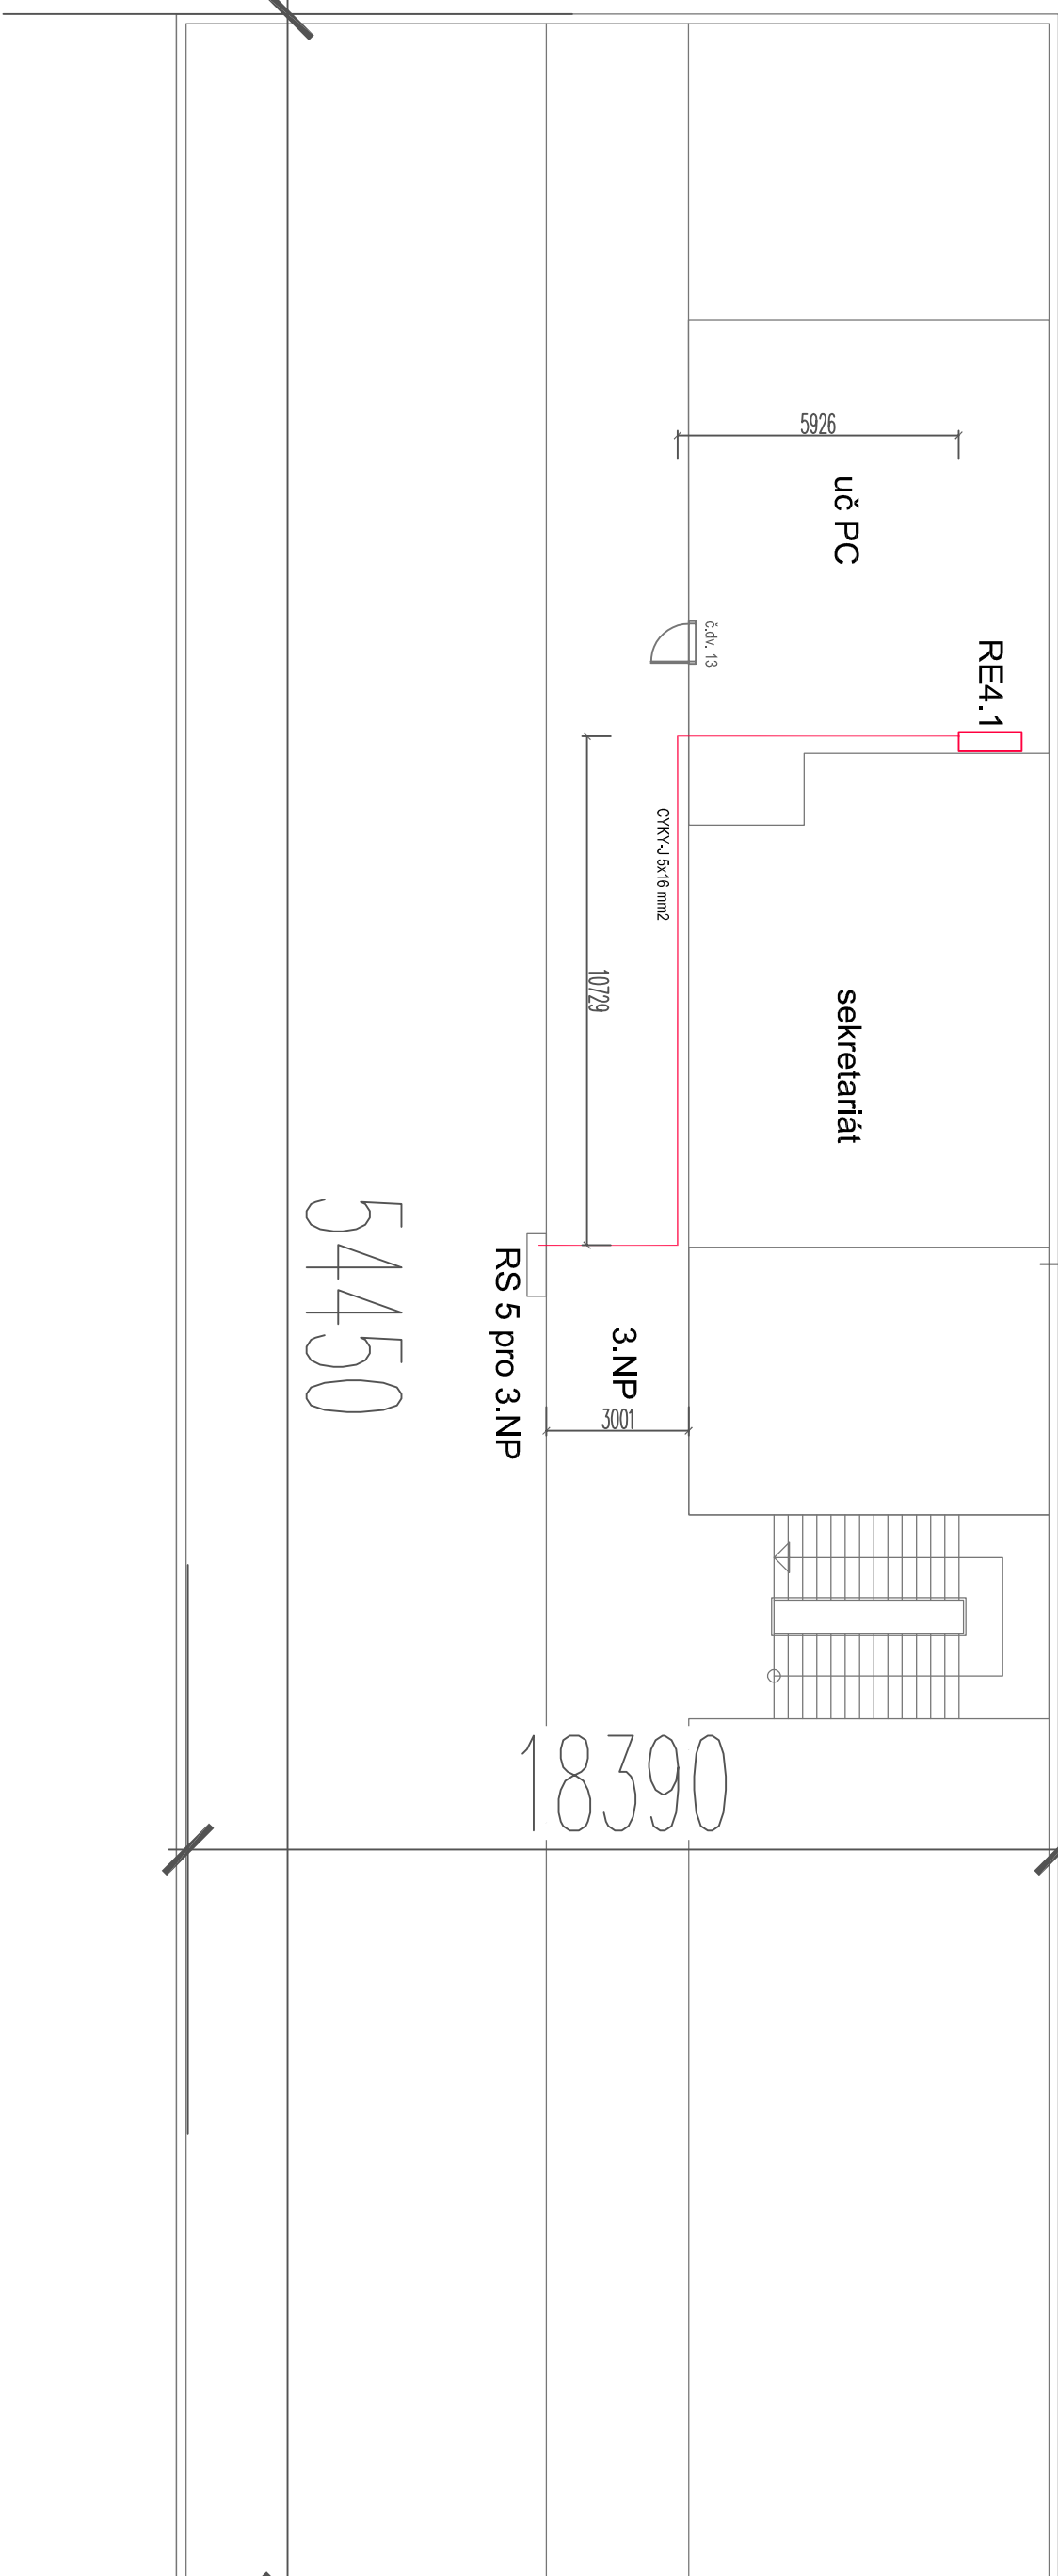 5926
uč PC
č.dv. 13
RE4.1
CYKY-J 5x16 mm2
10729
sekretariát
54450
RS 5 pro 3.NP
3.NP
3001
18390